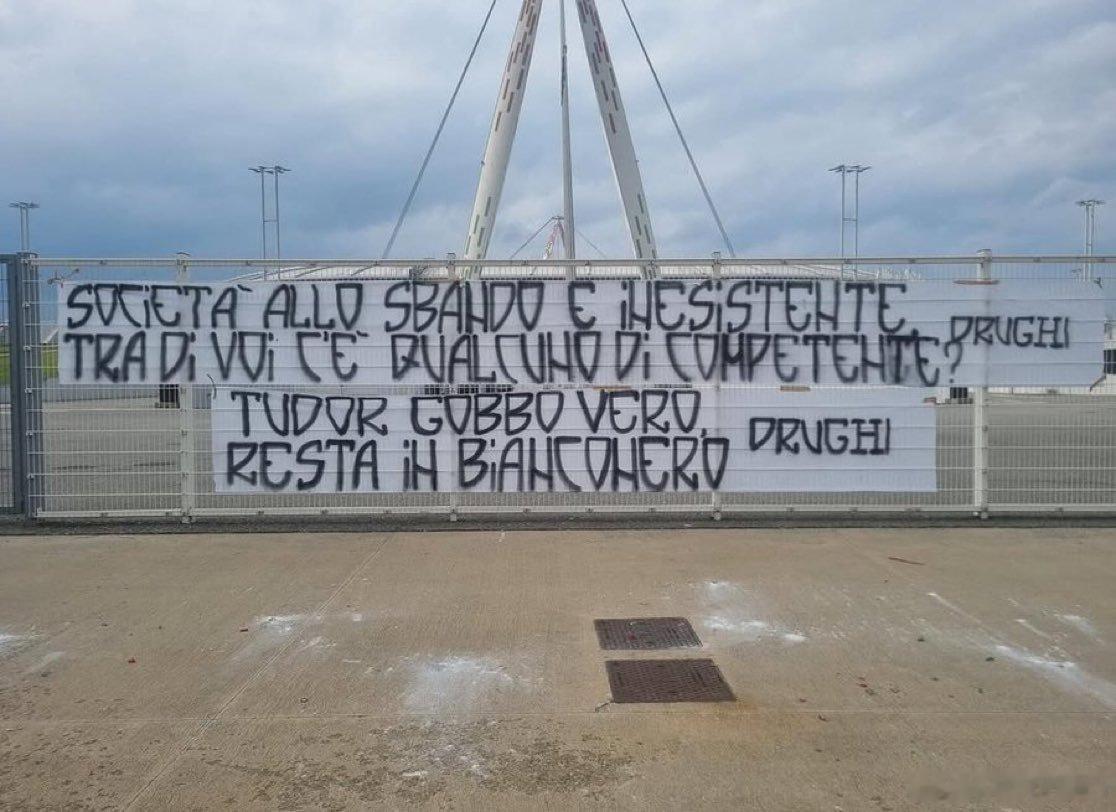 SOCIETA' ALLO SBANDO E INESISTENTE,
TRA DI VOI C'E' QUALCUNO DI COMPETENTE? DRUGHI
TUDOR GOBBO VERO,
RESTA IN BIANCONERO DRUGHI